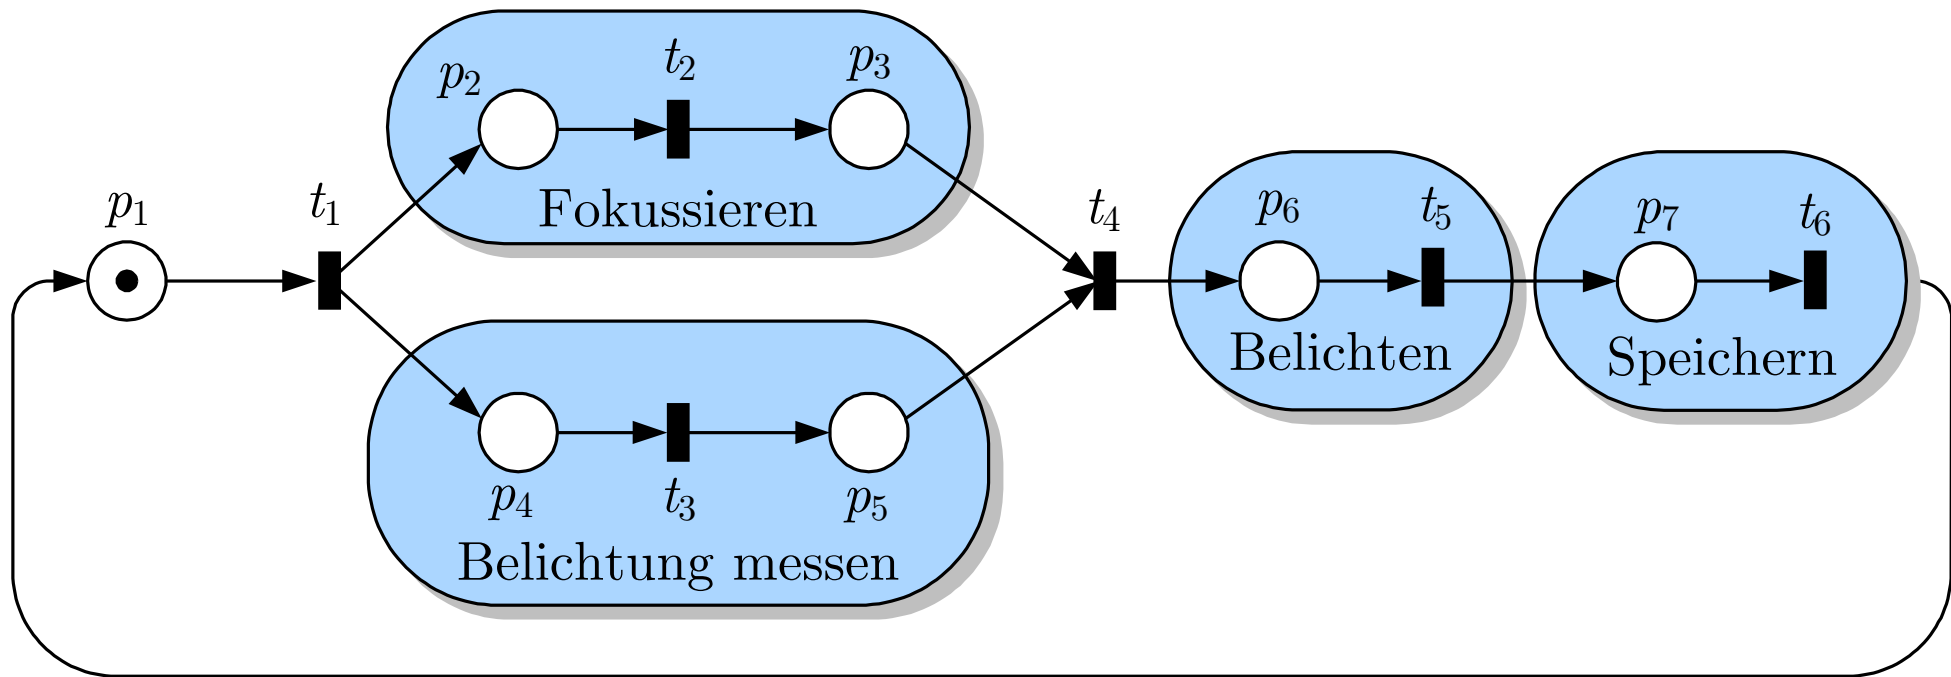 p₁
t₁
p₂
t₂
p₃
Fokussieren
p₄
t₃
p₅
Belichtung messen
t₄
p₆
t₅
Belichten
p₇
t₆
Speichern